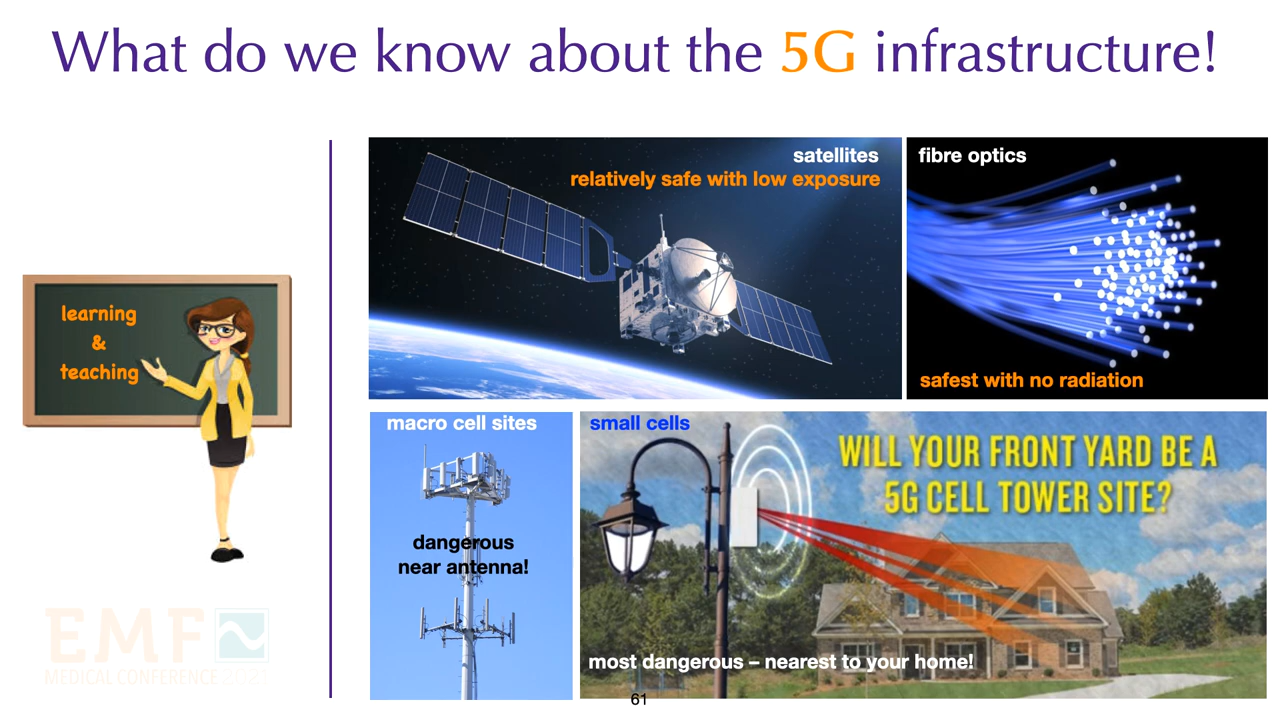 What do we know about the 5G infrastructure!
learning
&
teaching
EMF
MEDICAL CONFERENCE 2021
satellites
relatively safe with low exposure
fibre optics
safest with no radiation
macro cell sites
dangerous
near antenna!
small cells
WILL YOUR FRONT YARD BE A
5G CELL TOWER SITE?
most dangerous – nearest to your home!
61